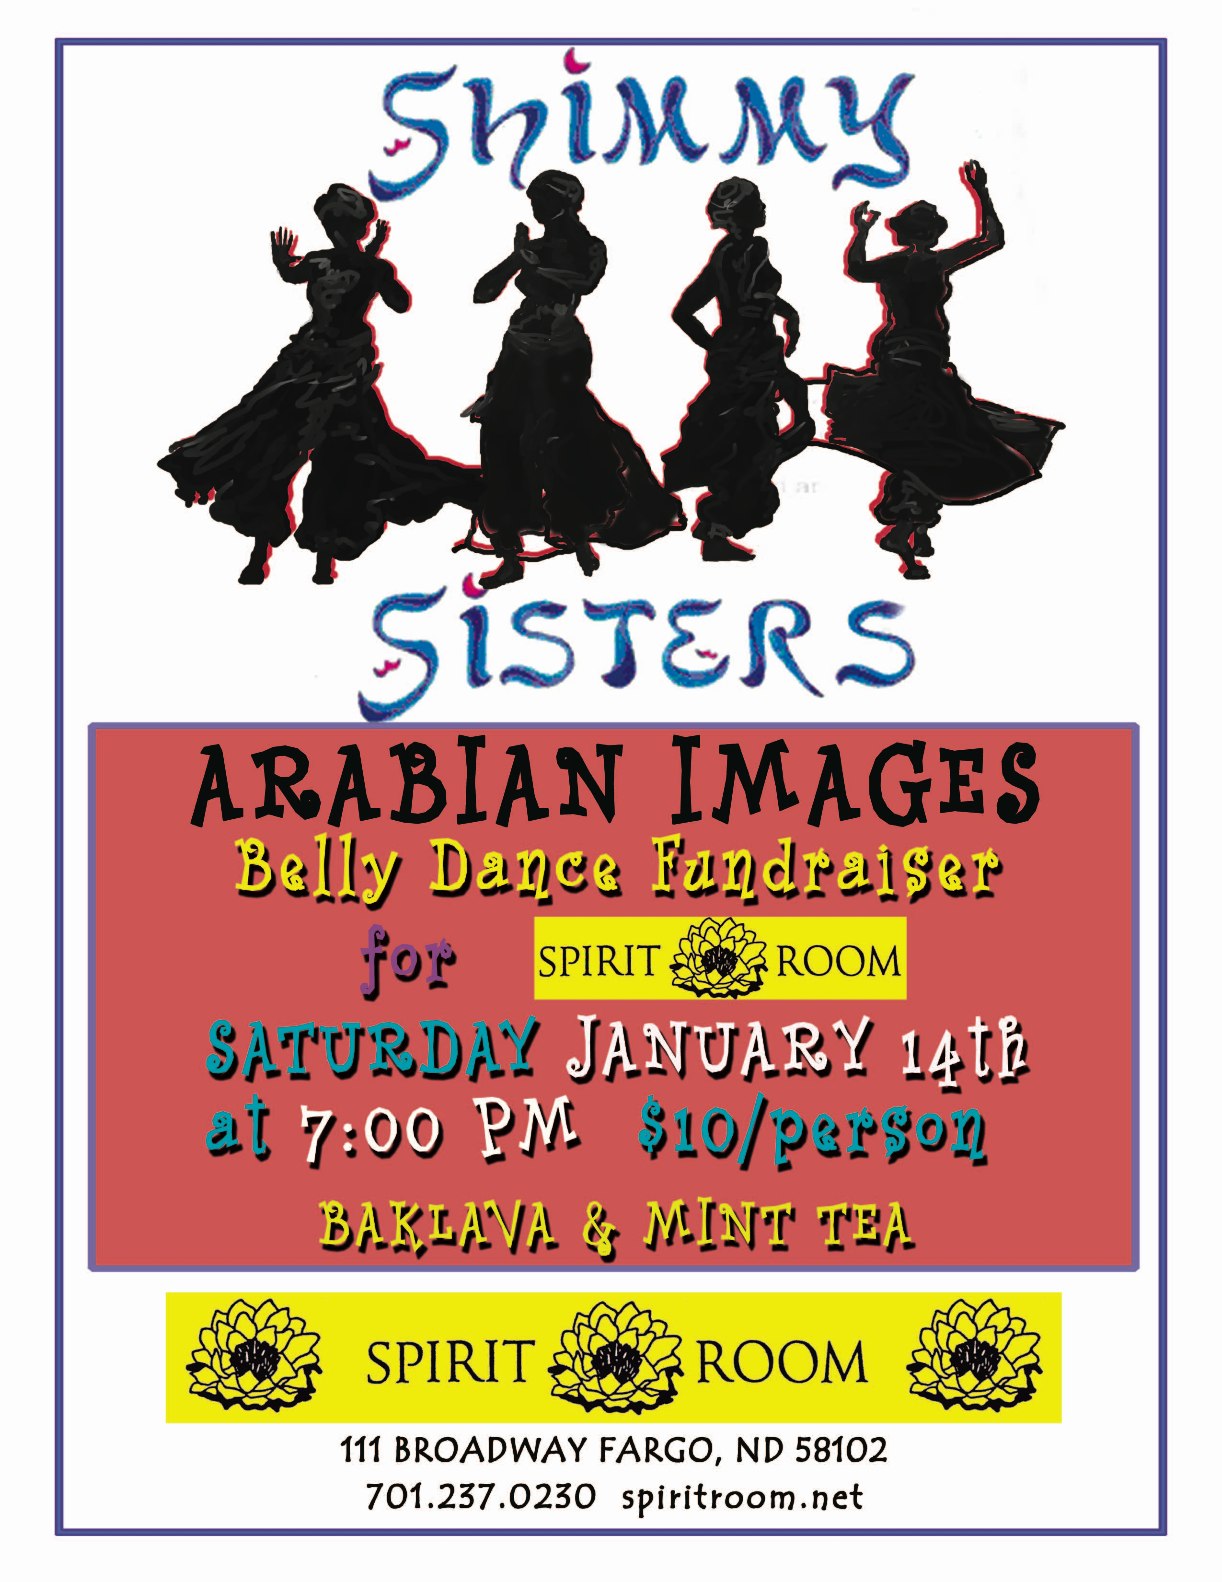 Shimmy
Sisters
ARABIAN IMAGES
Belly Dance Fundraiser
for SPIRIT ROOM
SATURDAY JANUARY 14th
at 7:00 PM $10/person
BAKLAVA & MINT TEA
SPIRIT ROOM
111 BROADWAY FARGO, ND 58102
701.237.0230 spiritroom.net